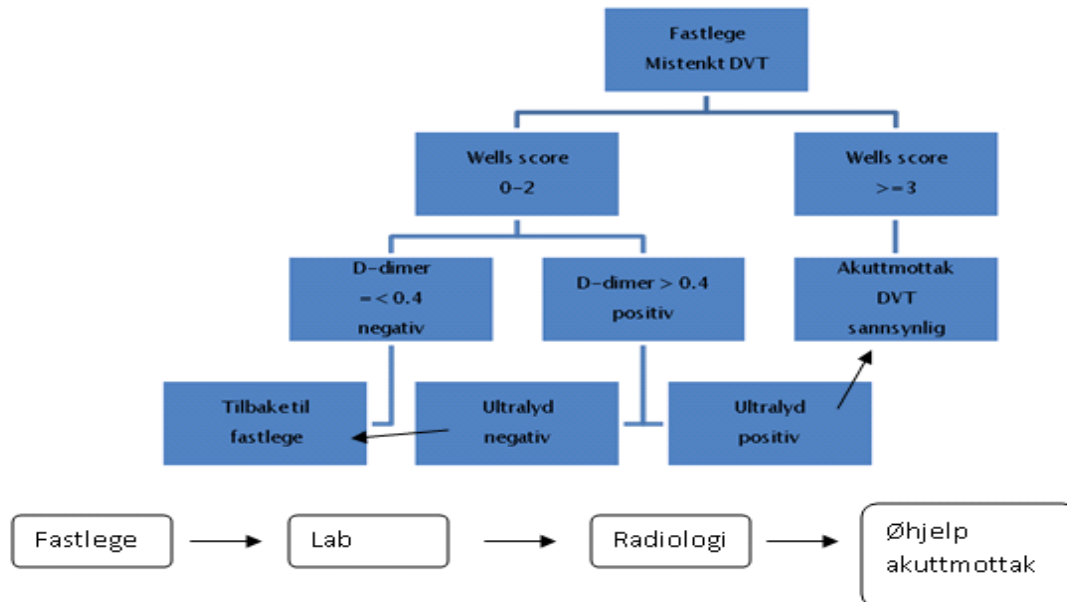 Fastlege
Mistenkt DVT
Wells score
0-2
Wells score
>=3
D-dimer
=<0.4
negativ
D-dimer > 0.4
positiv
Akuttmottak
DVT
sannsynlig
Tilbake til
fastlege
Ultralyd
negativ
Ultralyd
positiv
Fastlege
Lab
Radiologi
Øhjelp
akuttmottak